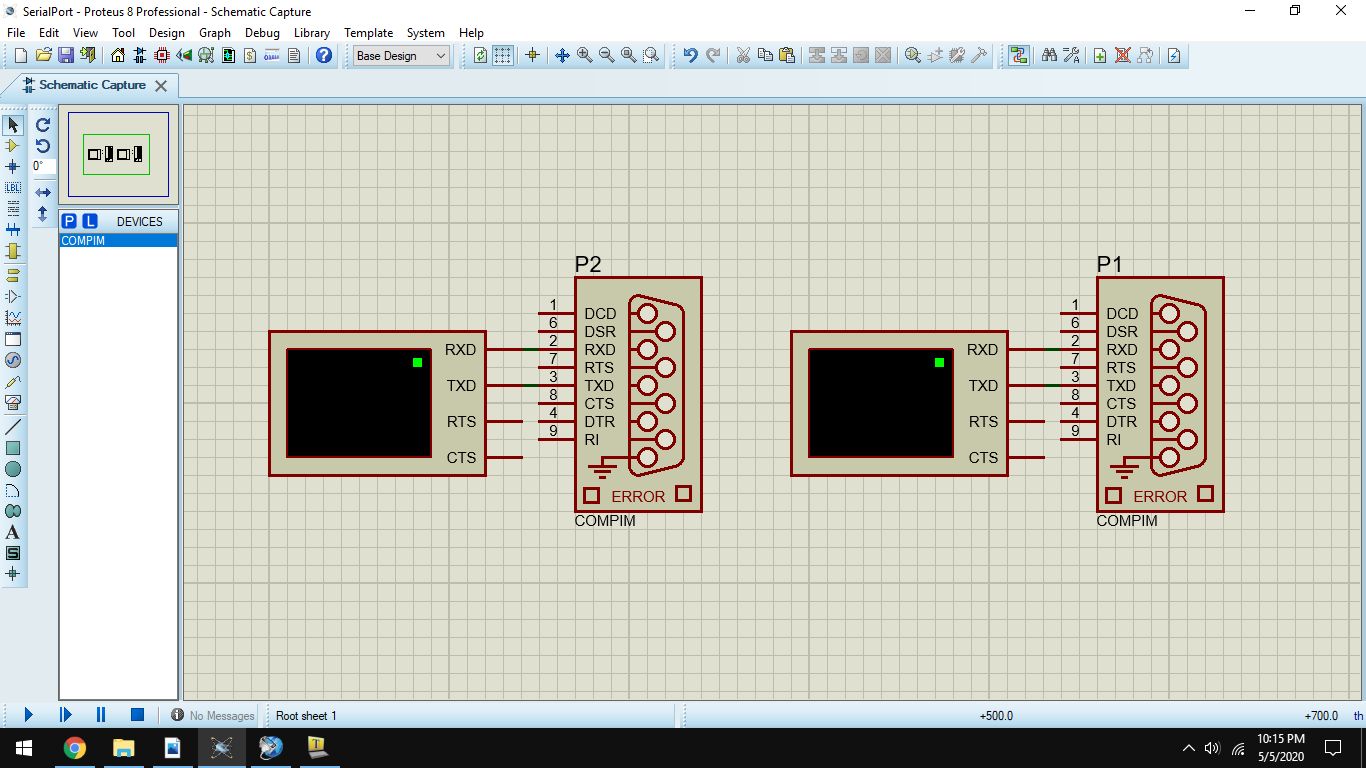 SerialPort - Proteus 8 Professional - Schematic Capture
File Edit View Tool Design Graph Debug Library Template System Help
Base Design
Schematic Capture
0°
LBL
P L DEVICES
COMPIM
A
S
P2
1 DCD
6 DSR
2 RXD
7 RTS
3 TXD
8 CTS
4 DTR
9 RI
ERROR
COMPIM
RXD
TXD
RTS
CTS
P1
1 DCD
6 DSR
2 RXD
7 RTS
3 TXD
8 CTS
4 DTR
9 RI
ERROR
COMPIM
RXD
TXD
RTS
CTS
No Messages
Root sheet 1
+500.0
+700.0 th
10:15 PM
5/5/2020